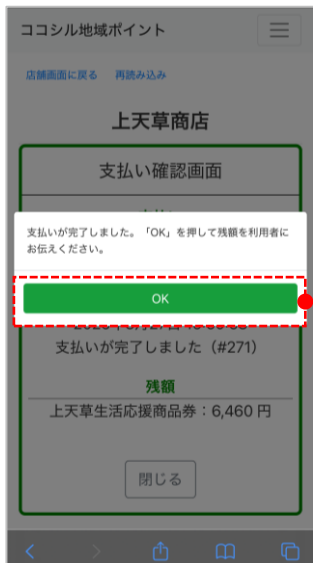 ココシル地域ポイント
店舗画面に戻る 再読み込み
上天草商店
支払い確認画面
支払いが完了しました。「OK」を押して残額を利用者に
お伝えください。
OK
支払いが完了しました（#271）
残額
上天草生活応援商品券：6,460 円
閉じる